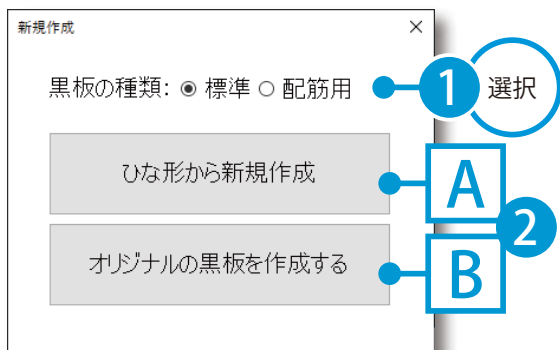 新規作成
黒板の種類: 標準 配筋用
1 選択
ひな形から新規作成
A
2
オリジナルの黒板を作成する
B